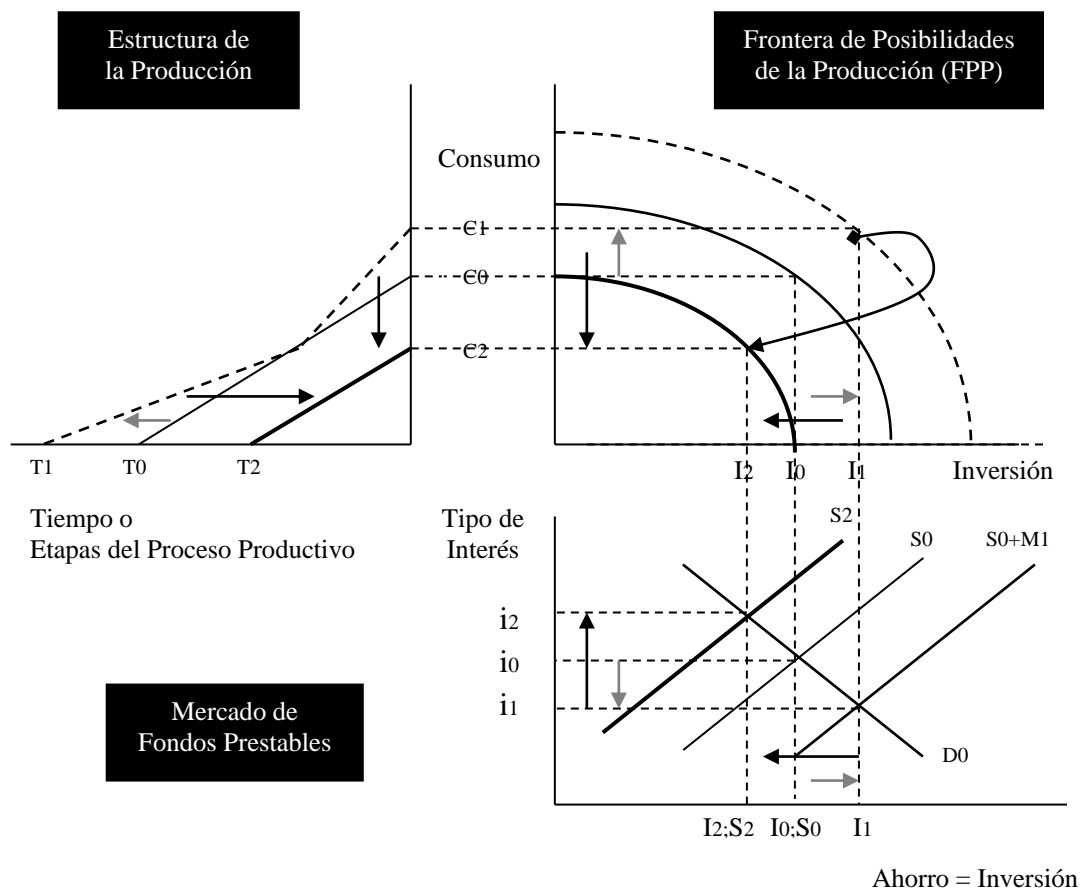 Estructura de
la Producción
Frontera de Posibilidades
de la Producción (FPP)
Consumo
C1
C0
C2
T1 T0 T2
I2 I0 I1 Inversión
Tiempo o
Etapas del Proceso Productivo
Tipo de
Interés
S2
S0 S0+M1
i2
i0
i1
Mercado de
Fondos Prestables
D0
I2;S2 I0;S0 I1
Ahorro = Inversión